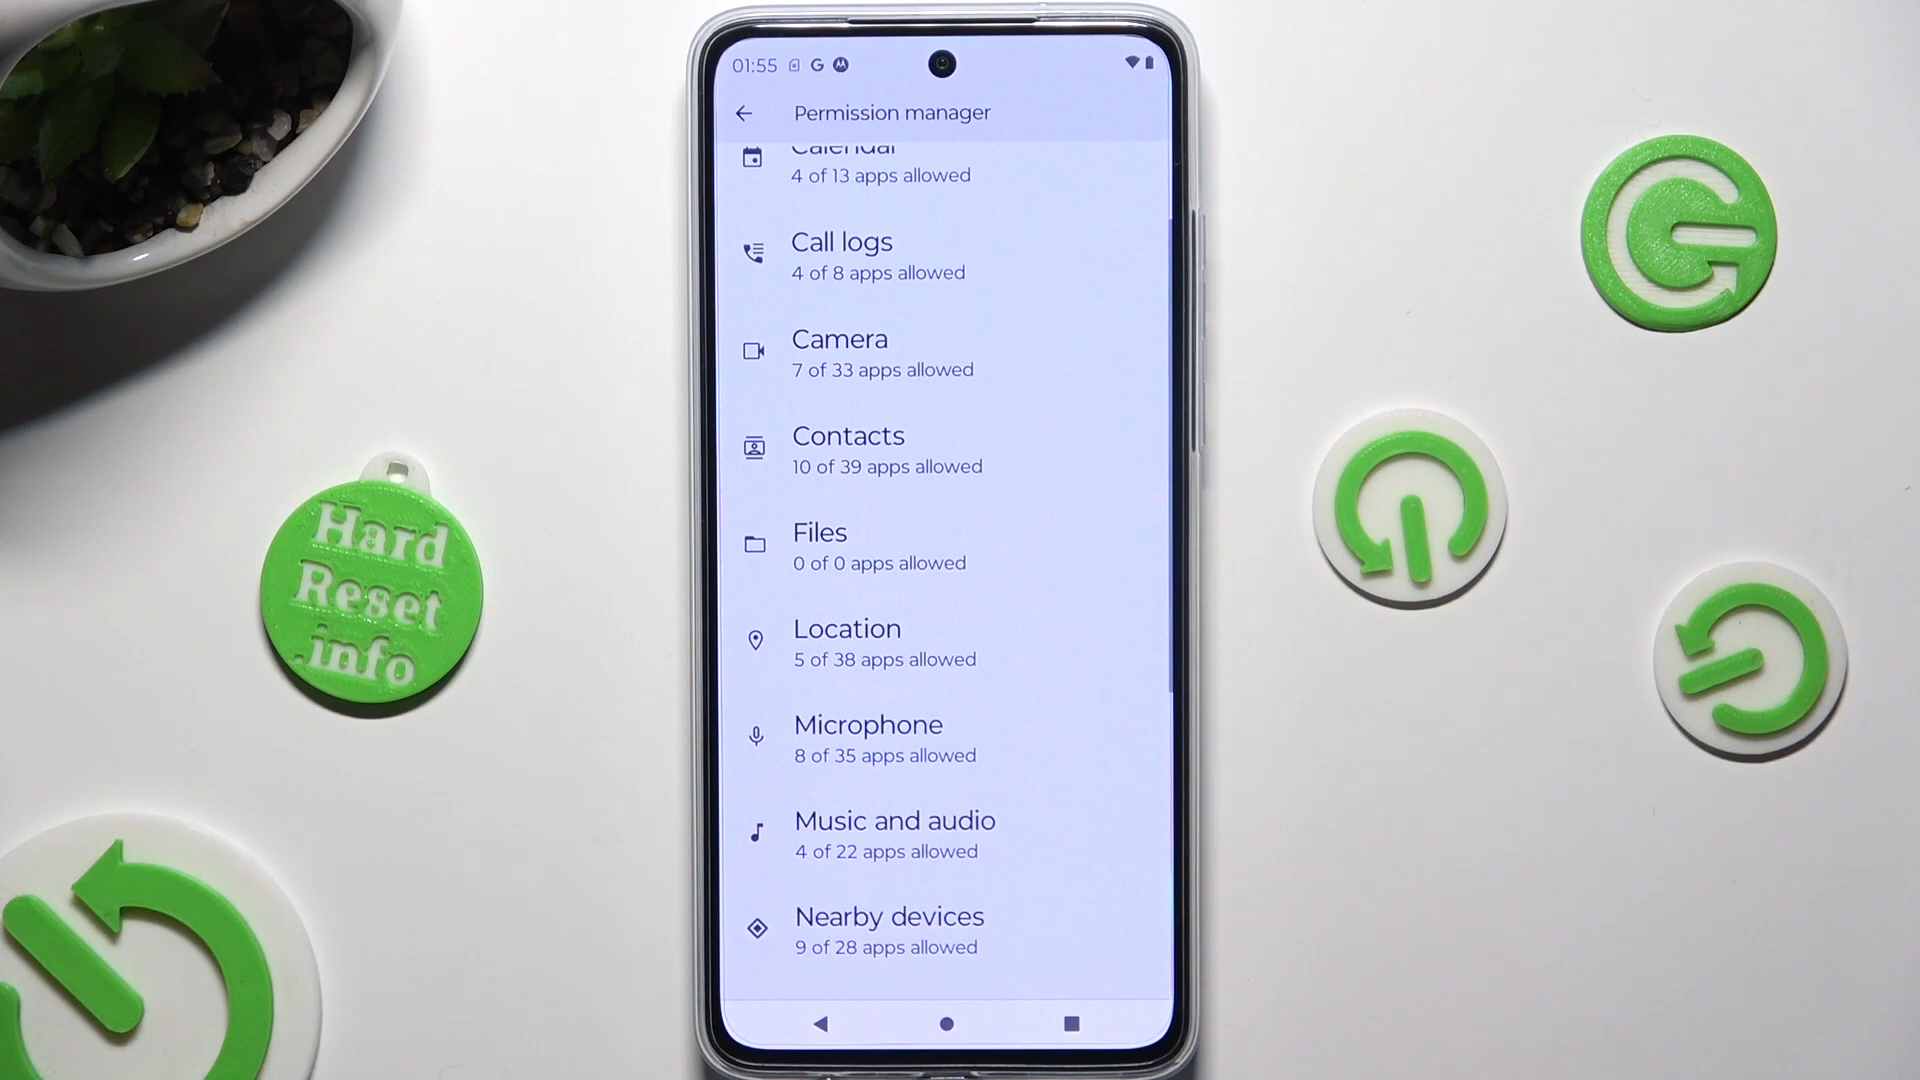 01:55
Permission manager
Calendar
4 of 13 apps allowed
Call logs
4 of 8 apps allowed
Camera
7 of 33 apps allowed
Contacts
10 of 39 apps allowed
Files
0 of 0 apps allowed
Location
5 of 38 apps allowed
Microphone
8 of 35 apps allowed
Music and audio
4 of 22 apps allowed
Nearby devices
9 of 28 apps allowed
Hard
Reset
.info